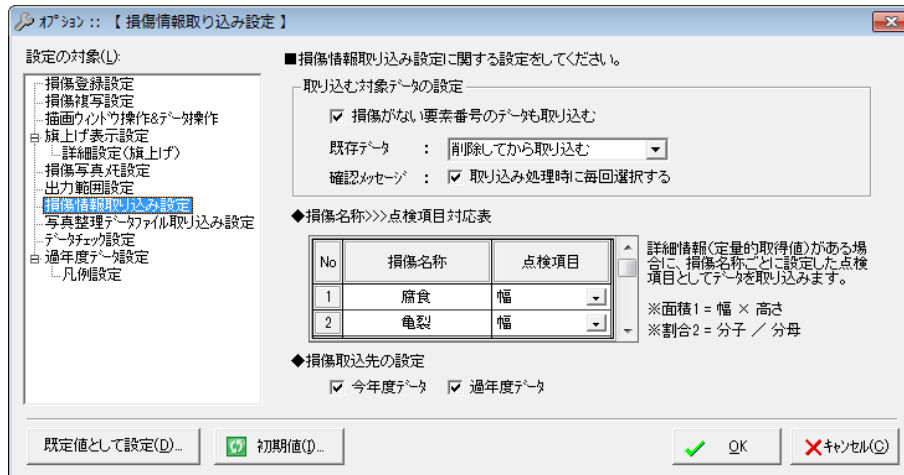 ｵﾌﾟｼｮﾝ :: 【 損傷情報取り込み設定 】
設定の対象(L):
損傷登録設定
損傷複写設定
描画ｳｨﾝﾄﾞｳ操作&ﾃﾞｰﾀ操作
旗上げ表示設定
詳細設定(旗上げ)
損傷写真ﾒﾓ設定
出力範囲設定
損傷情報取り込み設定
写真整理ﾃﾞｰﾀﾌｧｲﾙ取り込み設定
ﾃﾞｰﾀﾁｪｯｸ設定
過年度ﾃﾞｰﾀ設定
凡例設定
■損傷情報取り込み設定に関する設定をしてください。
取り込む対象ﾃﾞｰﾀの設定
損傷がない要素番号のﾃﾞｰﾀも取り込む
既存ﾃﾞｰﾀ : 削除してから取り込む
確認ﾒｯｾｰｼﾞ : 取り込み処理時に毎回選択する
◆損傷名称>>>点検項目対応表
No 損傷名称 点検項目
1 腐食 幅
2 亀裂 幅
詳細情報(定量的取得値)がある場
合に、損傷名称ごとに設定した点検
項目としてﾃﾞｰﾀを取り込みます。
※面積1 = 幅 × 高さ
※割合2 = 分子 ／ 分母
◆損傷取込先の設定
今年度ﾃﾞｰﾀ 過年度ﾃﾞｰﾀ
既定値として設定(D)... 初期値(I)... OK ｷｬﾝｾﾙ(C)